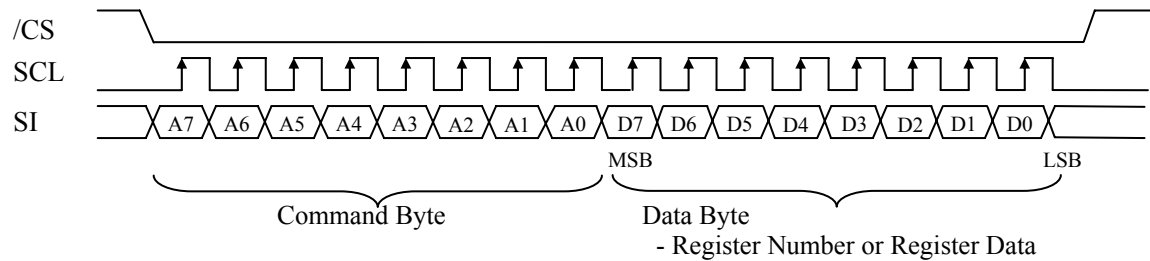 /CS
SCL
SI A7 A6 A5 A4 A3 A2 A1 A0 D7 D6 D5 D4 D3 D2 D1 D0
MSB LSB
Command Byte Data Byte
- Register Number or Register Data